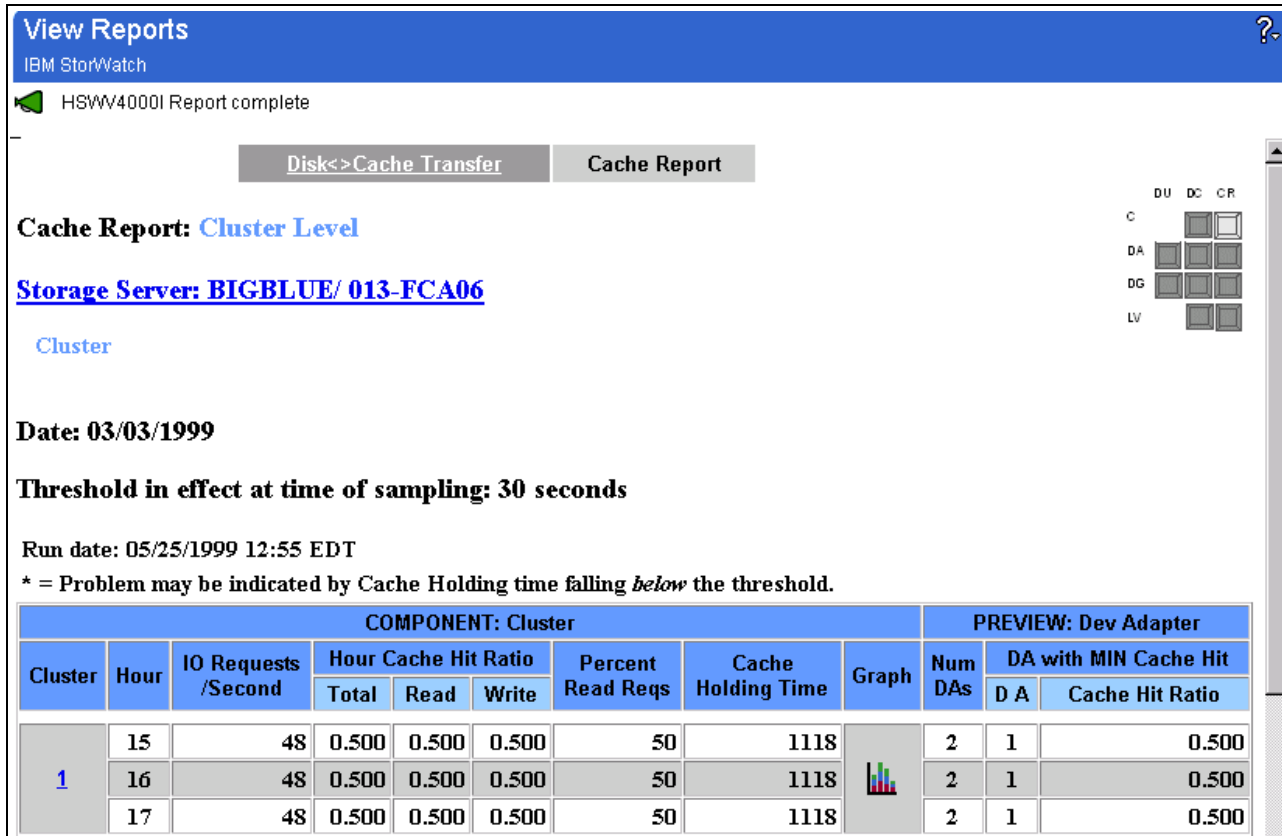 View Reports
?
IBM StorWatch
HSWV4000I Report complete
Disk<>Cache Transfer Cache Report
DU DC CR
C
DA
DG
LV
Cache Report: Cluster Level
Storage Server: BIGBLUE/ 013-FCA06
Cluster
Date: 03/03/1999
Threshold in effect at time of sampling: 30 seconds
Run date: 05/25/1999 12:55 EDT
* = Problem may be indicated by Cache Holding time falling below the threshold.
COMPONENT: Cluster PREVIEW: Dev Adapter
Cluster Hour IO Requests /Second Hour Cache Hit Ratio Percent Read Reqs Cache Holding Time Graph Num DAs DA with MIN Cache Hit
Total Read Write D A Cache Hit Ratio
15 48 0.500 0.500 0.500 50 1118 2 1 0.500
1 16 48 0.500 0.500 0.500 50 1118 2 1 0.500
17 48 0.500 0.500 0.500 50 1118 2 1 0.500